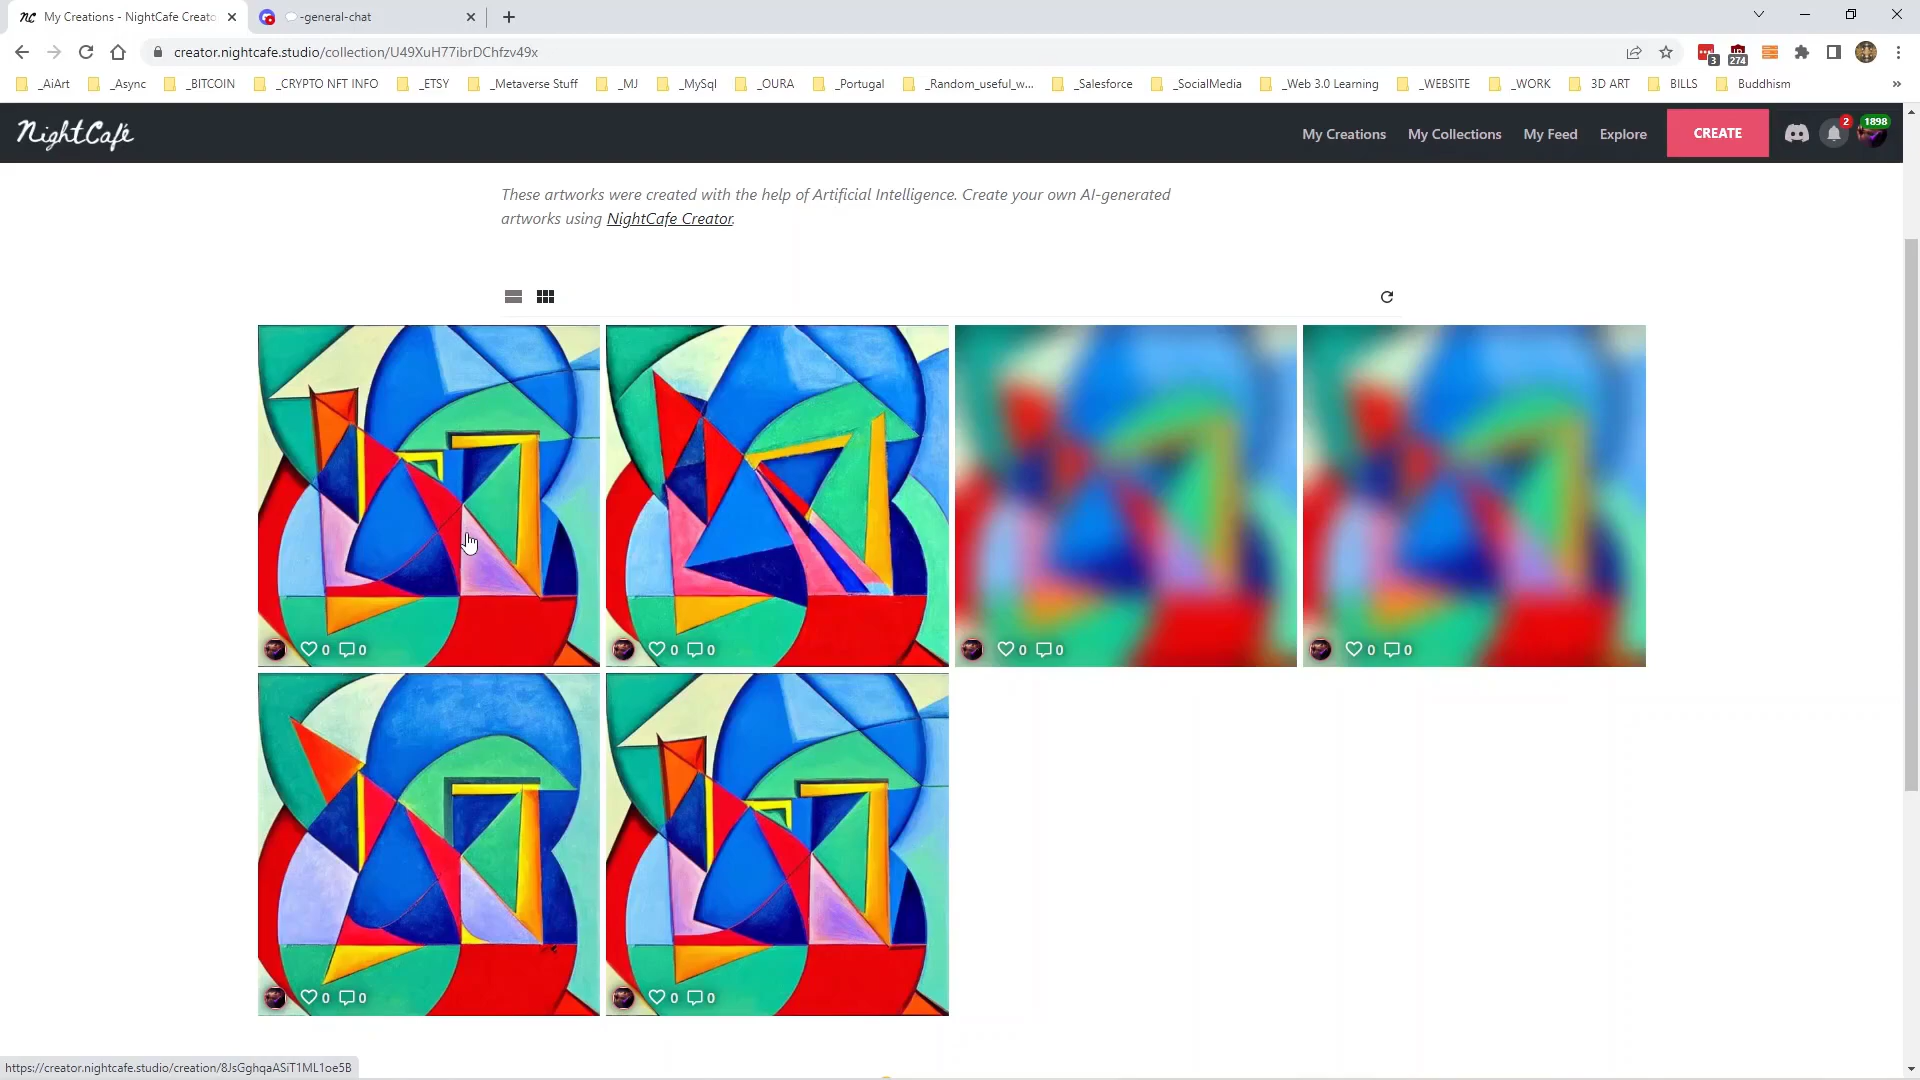 My Creations - NightCafe Creato
-general-chat
creator.nightcafe.studio/collection/U49XuH77ibrDChfzv49x
3
274
_AiArt
_Async
_BITCOIN
_CRYPTO NFT INFO
_ETSY
_Metaverse Stuff
_MJ
_MySql
_OURA
_Portugal
_Random_useful_w...
_Salesforce
_SocialMedia
_Web 3.0 Learning
_WEBSITE
_WORK
3D ART
BILLS
Buddhism
»
NightCafé
My Creations
My Collections
My Feed
Explore
CREATE
2
1898
These artworks were created with the help of Artificial Intelligence. Create your own AI-generated
artworks using NightCafe Creator.
0 0
0 0
0 0
0 0
0 0
0 0
https://creator.nightcafe.studio/creation/8JsGghqaASiT1ML1oe5B